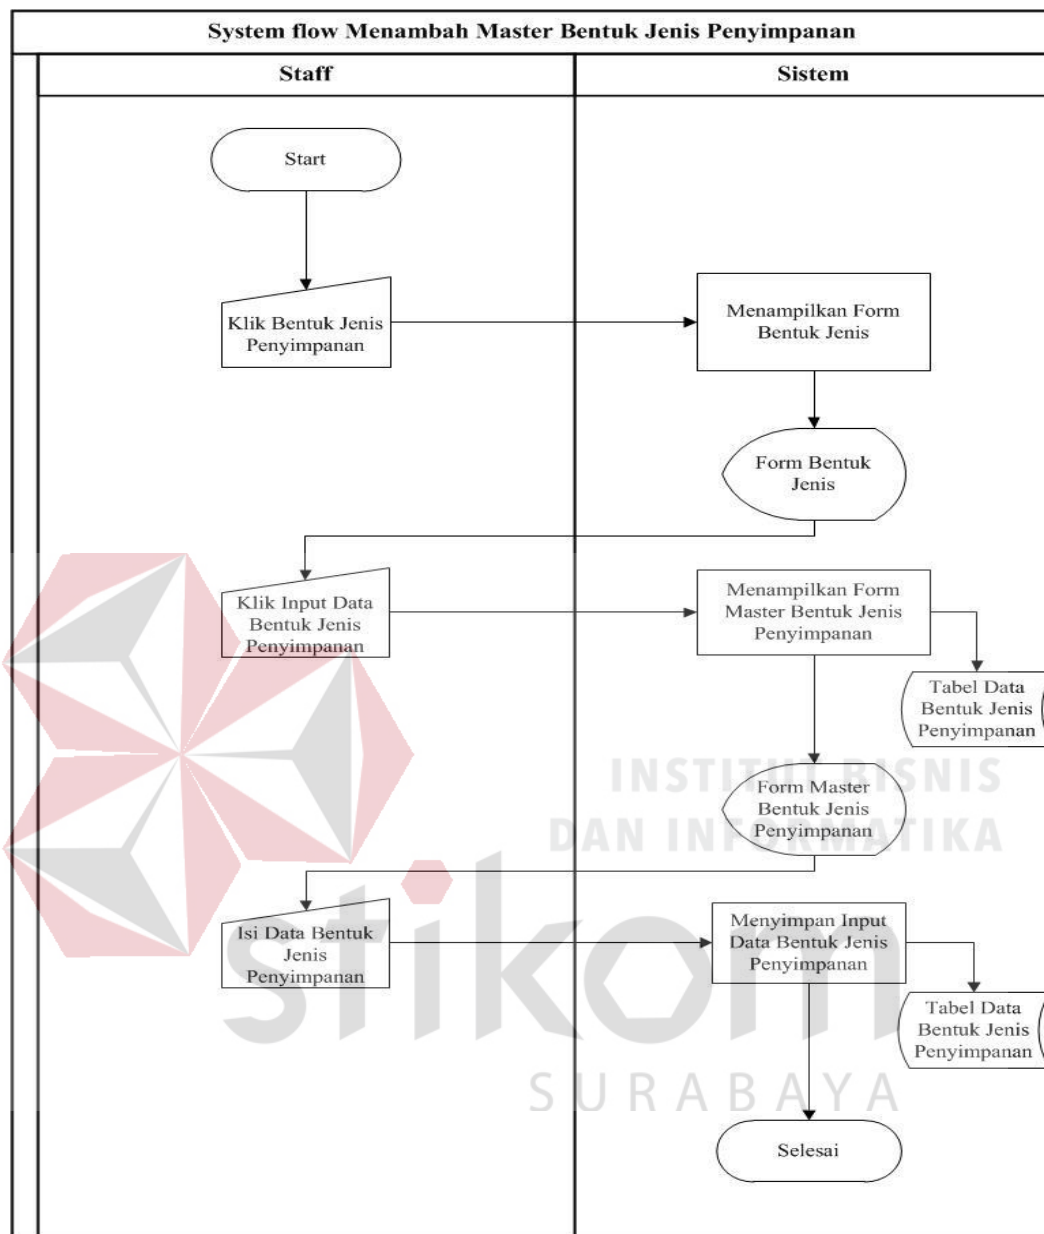 System flow Menambah Master Bentuk Jenis Penyimpanan
Staff
Sistem
Start
Klik Bentuk Jenis
Penyimpanan
Menampilkan Form
Bentuk Jenis
Form Bentuk
Jenis
Klik Input Data
Bentuk Jenis
Penyimpanan
Menampilkan Form
Master Bentuk Jenis
Penyimpanan
Tabel Data
Bentuk Jenis
Penyimpanan
INSTITUT BISNIS
DAN INFORMATIKA
Form Master
Bentuk Jenis
Penyimpanan
Isi Data Bentuk
Jenis
Penyimpanan
Menyimpan Input
Data Bentuk Jenis
Penyimpanan
Tabel Data
Bentuk Jenis
Penyimpanan
stikom
SURABAYA
Selesai